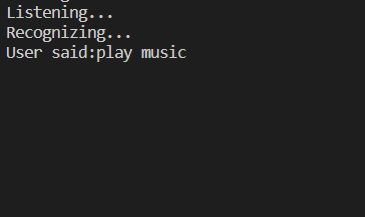 Listening...
Recognizing...
User said:play music